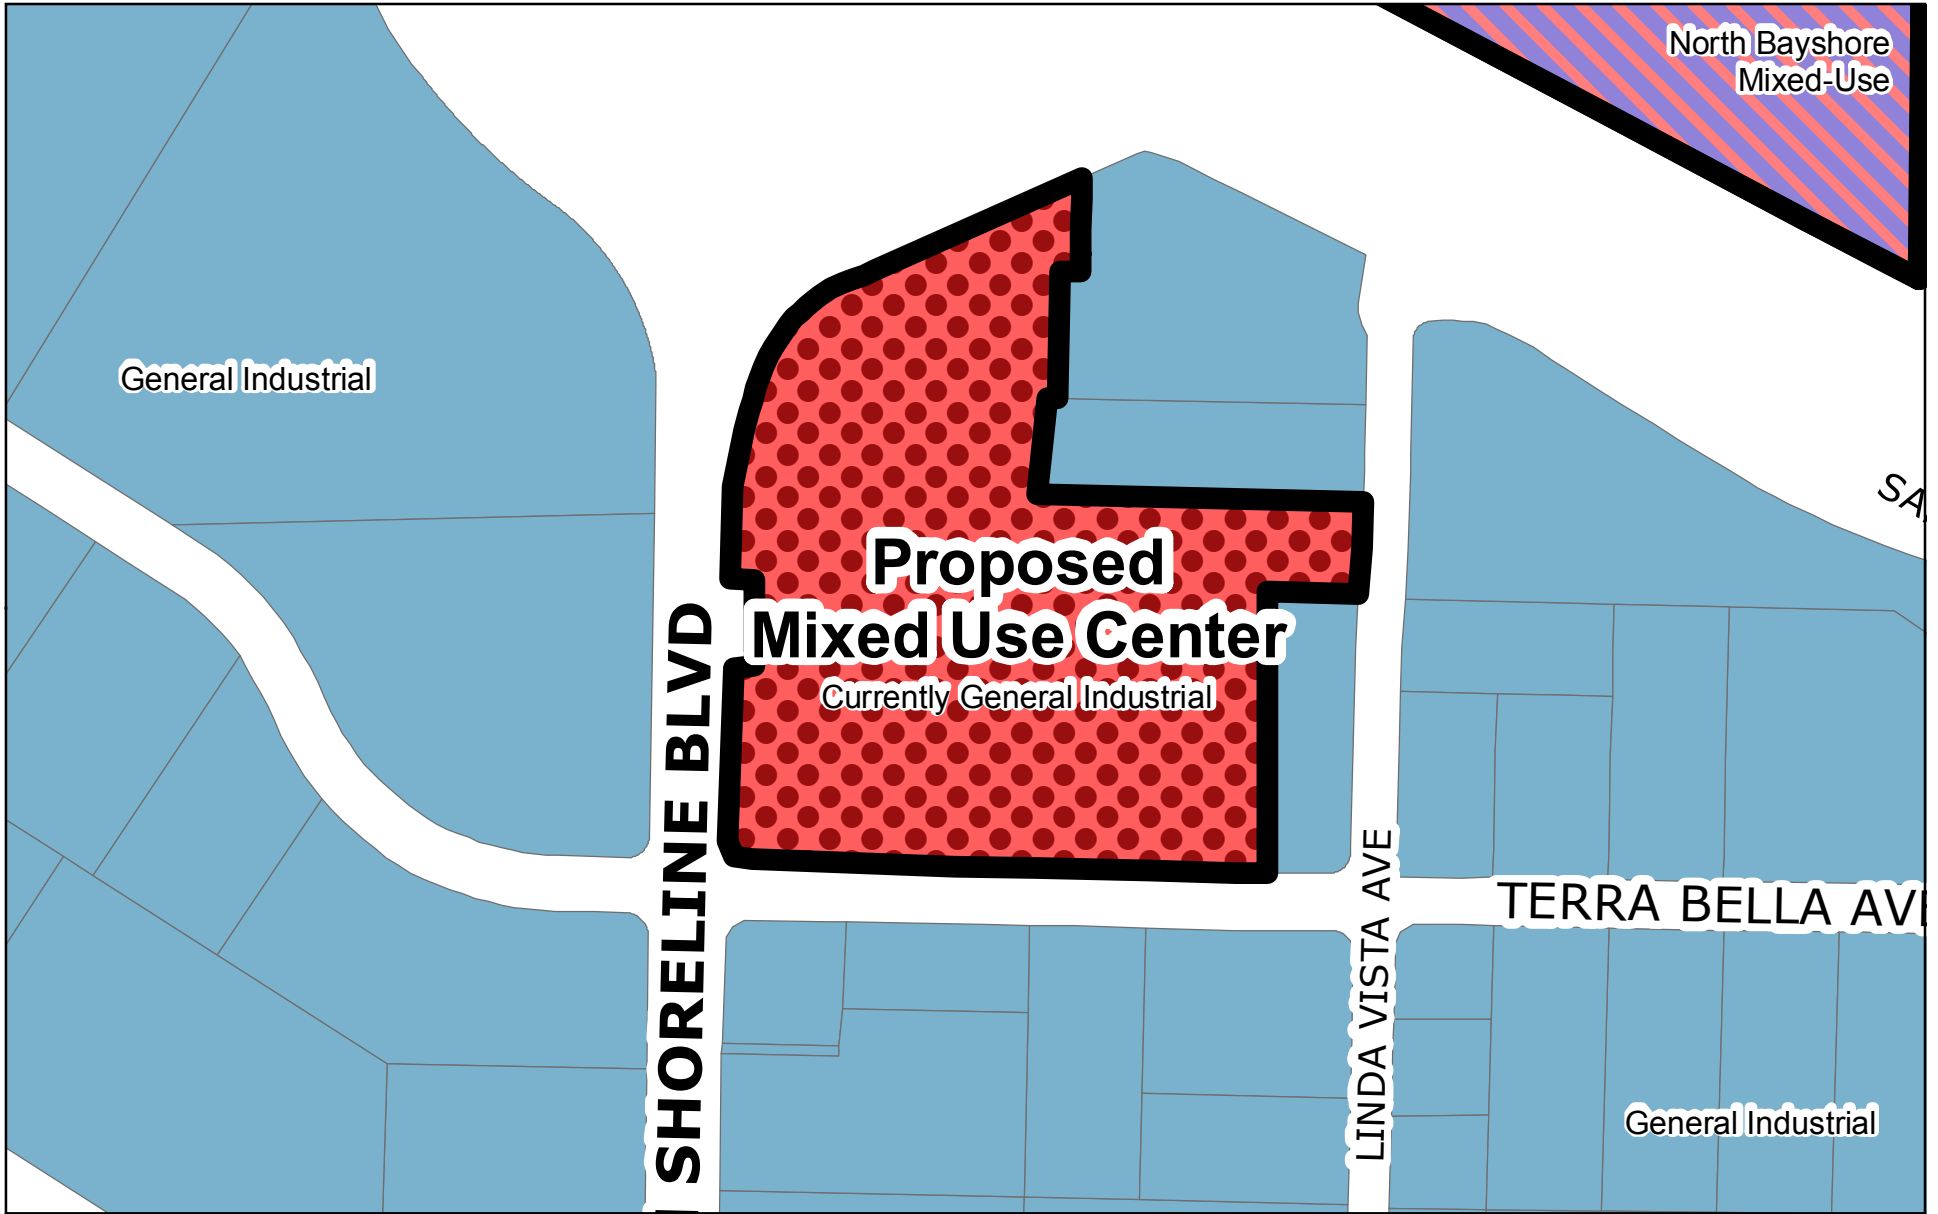 North Bayshore
Mixed-Use
General Industrial
Proposed
Mixed Use Center
Currently General Industrial
SHORELINE BLVD
LINDA VISTA AVE
TERRA BELLA AVE
General Industrial